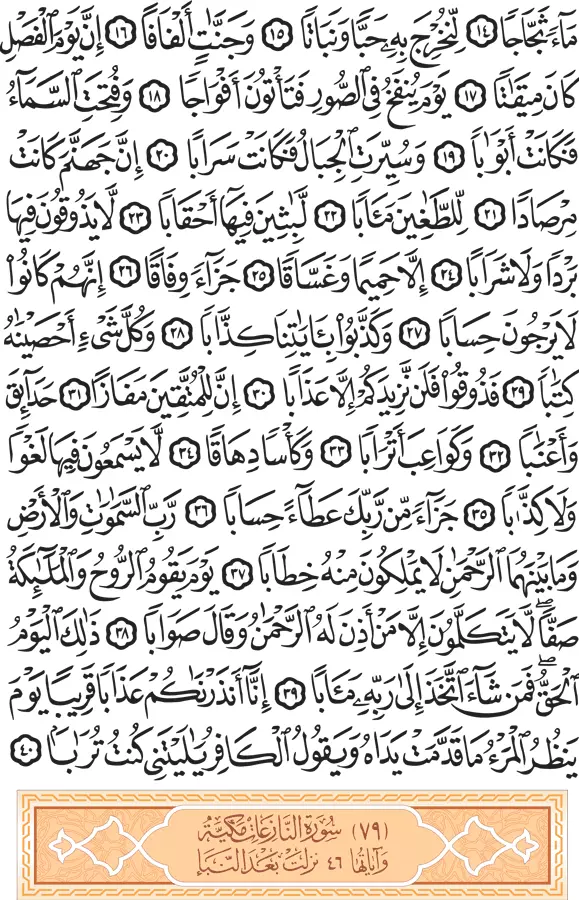 مَآءً ثَجَّاجًا ١٤ لِّنُخْرِجَ بِهِۦ حَبًّا وَنَبَاتًا ١٥ وَجَنَّٰتٍ أَلْفَافًا ١٦ إِنَّ يَوْمَ ٱلْفَصْلِ
كَانَ مِيقَٰتًا ١٧ يَوْمَ يُنفَخُ فِى ٱلصُّورِ فَتَأْتُونَ أَفْوَاجًا ١٨ وَفُتِحَتِ ٱلسَّمَآءُ
فَكَانَتْ أَبْوَٰبًا ١٩ وَسُيِّرَتِ ٱلْجِبَالُ فَكَانَتْ سَرَابًا ٢٠ إِنَّ جَهَنَّمَ كَانَتْ
مِرْصَادًا ٢١ لِّلطَّٰغِينَ مَـَٔابًا ٢٢ لَّٰبِثِينَ فِيهَآ أَحْقَابًا ٢٣ لَّا يَذُوقُونَ فِيهَا
بَرْدًا وَلَا شَرَابًا ٢٤ إِلَّا حَمِيمًا وَغَسَّاقًا ٢٥ جَزَآءً وِفَاقًا ٢٦ إِنَّهُمْ كَانُوا۟
لَا يَرْجُونَ حِسَابًا ٢٧ وَكَذَّبُوا۟ بِـَٔايَٰتِنَا كِذَّابًا ٢٨ وَكُلَّ شَىْءٍ أَحْصَيْنَٰهُ
كِتَٰبًا ٢٩ فَذُوقُوا۟ فَلَن نَّزِيدَكُمْ إِلَّا عَذَابًا ٣٠ إِنَّ لِلْمُتَّقِينَ مَفَازًا ٣١ حَدَآئِقَ
وَأَعْنَٰبًا ٣٢ وَكَوَاعِبَ أَتْرَابًا ٣٣ وَكَأْسًا دِهَاقًا ٣٤ لَّا يَسْمَعُونَ فِيهَا لَغْوًا
وَلَا كِذَّٰبًا ٣٥ جَزَآءً مِّن رَّبِّكَ عَطَآءً حِسَابًا ٣٦ رَّبِّ ٱلسَّمَٰوَٰتِ وَٱلْأَرْضِ
وَمَا بَيْنَهُمَا ٱلرَّحْمَٰنِ لَا يَمْلِكُونَ مِنْهُ خِطَابًا ٣٧ يَوْمَ يَقُومُ ٱلرُّوحُ وَٱلْمَلَٰٓئِكَةُ
صَفًّا ۖ لَّا يَتَكَلَّمُونَ إِلَّا مَنْ أَذِنَ لَهُ ٱلرَّحْمَٰنُ وَقَالَ صَوَابًا ٣٨ ذَٰلِكَ ٱلْيَوْمُ
ٱلْحَقُّ ۖ فَمَن شَآءَ ٱتَّخَذَ إِلَىٰ رَبِّهِۦ مَـَٔابًا ٣٩ إِنَّآ أَنذَرْنَٰكُمْ عَذَابًا قَرِيبًا يَوْمَ
يَنظُرُ ٱلْمَرْءُ مَا قَدَّمَتْ يَدَاهُ وَيَقُولُ ٱلْكَافِرُ يَٰلَيْتَنِى كُنتُ تُرَٰبًۢا ٤٠
(٧٩) سُورَةُ النَّازِعَاتِ مَكِّيَّةٌ
وَآيَاتُهَا ٤٦ نَزَلَتْ بَعْدَ النَّبَإِ